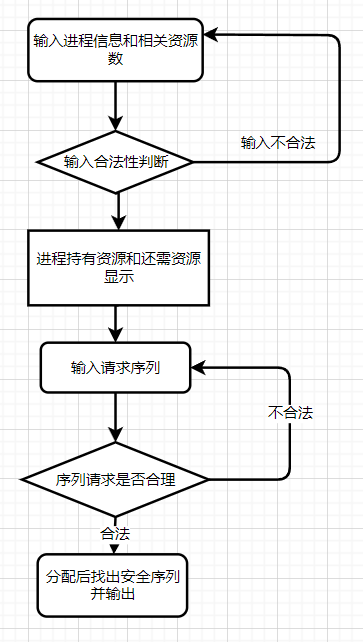 输入进程信息和相关资源
数
输入不合法
输入合法性判断
进程持有资源和还需资源
显示
输入请求序列
不合法
序列请求是否合理
合法
分配后找出安全序列
并输出